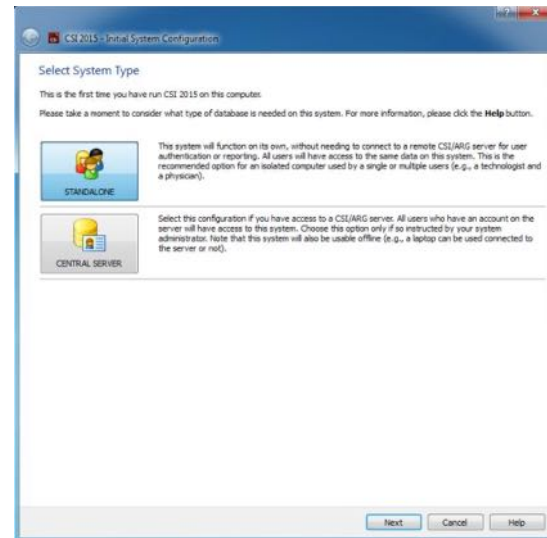 CSI 2015 - Initial System Configuration
Select System Type
This is the first time you have run CSI 2015 on this computer.
Please take a moment to consider what type of database is needed on this system. For more information, please click the Help button.
This system will function on its own, without needing to connect to a remote CSI/ARG server for user
authentication or reporting. All users will have access to the same data on this system. This is the
recommended option for an isolated computer used by a single or multiple users (e.g., a technologist and
a physician).
STANDALONE
Select this configuration if you have access to a CSI/ARG server. All users who have an account on the
server will have access to this system. Choose this option only if so instructed by your system
administrator. Note that this system will also be usable offline (e.g., a laptop can be used connected to
the server or not).
CENTRAL SERVER
Next Cancel Help